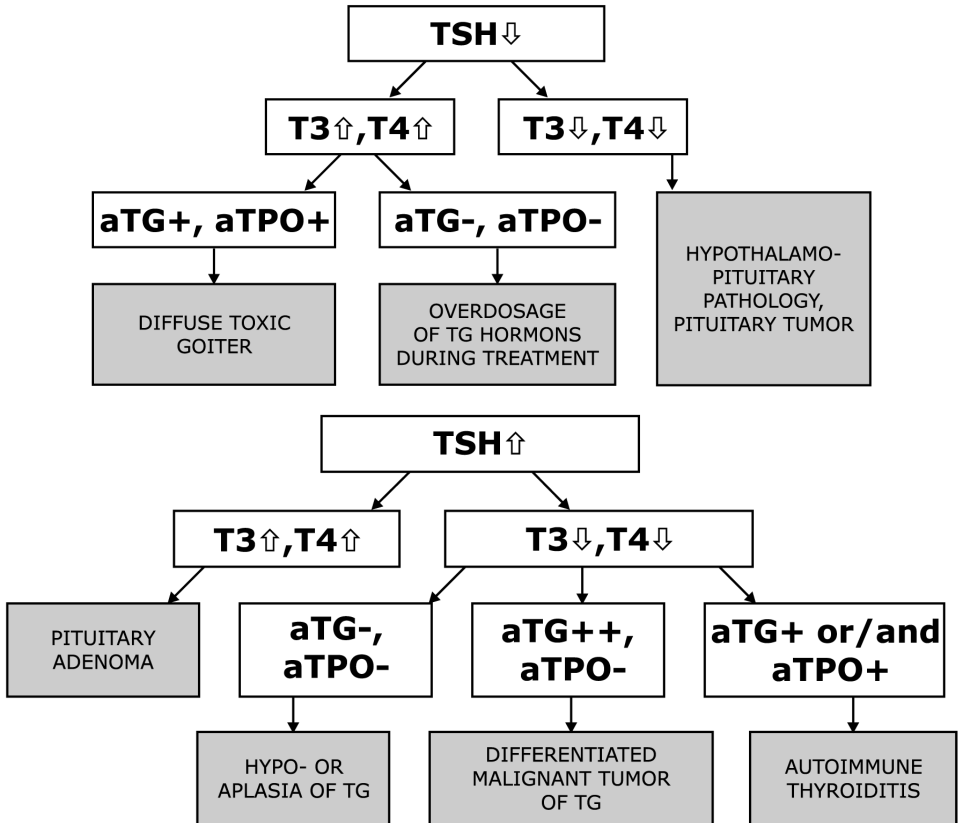 TSH⇩
T3⇧,T4⇧
T3⇩,T4⇩
aTG+, aTPO+
aTG-, aTPO-
HYPOTHALAMO-
PITUITARY
PATHOLOGY,
PITUITARY TUMOR
DIFFUSE TOXIC
GOITER
OVERDOSAGE
OF TG HORMONS
DURING TREATMENT
TSH⇧
T3⇧,T4⇧
T3⇩,T4⇩
PITUITARY
ADENOMA
aTG-,
aTPO-
aTG++,
aTPO-
aTG+ or/and
aTPO+
HYPO- OR
APLASIA OF TG
DIFFERENTIATED
MALIGNANT TUMOR
OF TG
AUTOIMMUNE
THYROIDITIS